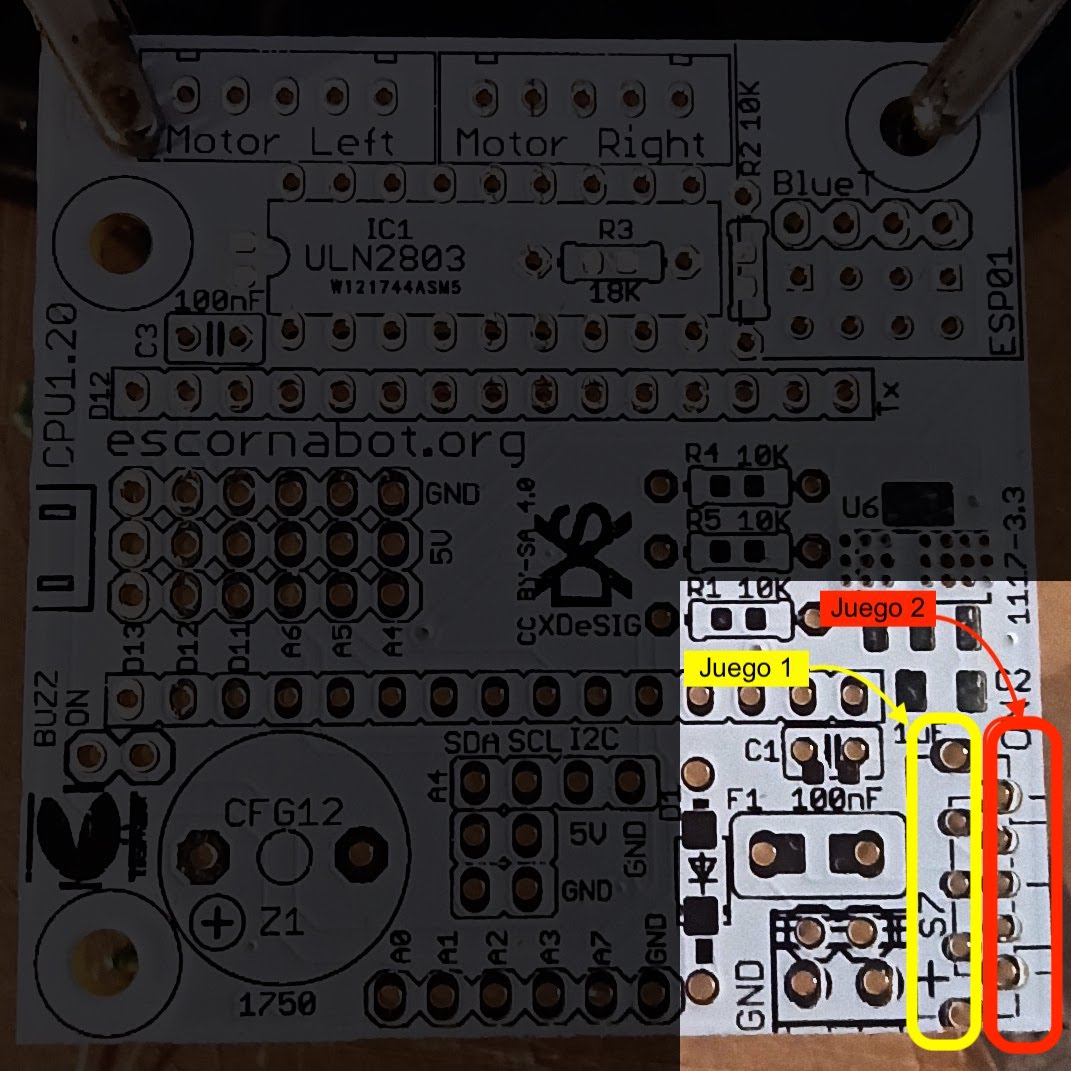 Motor Left
Motor Right
R2 10K
BlueT
IC1
ULN2803
W121744ASM5
R3
18K
ESP01
100nF
C3
CPU1.20
D12
Tx
escornabot.org
GND
5V
CC BY-SA 4.0
XDeSIG
R4 10K
R5 10K
R1 10K
U6
1117-3.3
D13
D12
D11
A6
A5
A4
Juego 2
Juego 1
BUZZ
ON
C2
1uF
C1
100nF
SDA SCL I2C
A4
5V
GND
GND
D1
F1
CFG12
Z1
1750
A0
A1
A2
A3
A7
GND
GND
+
S7